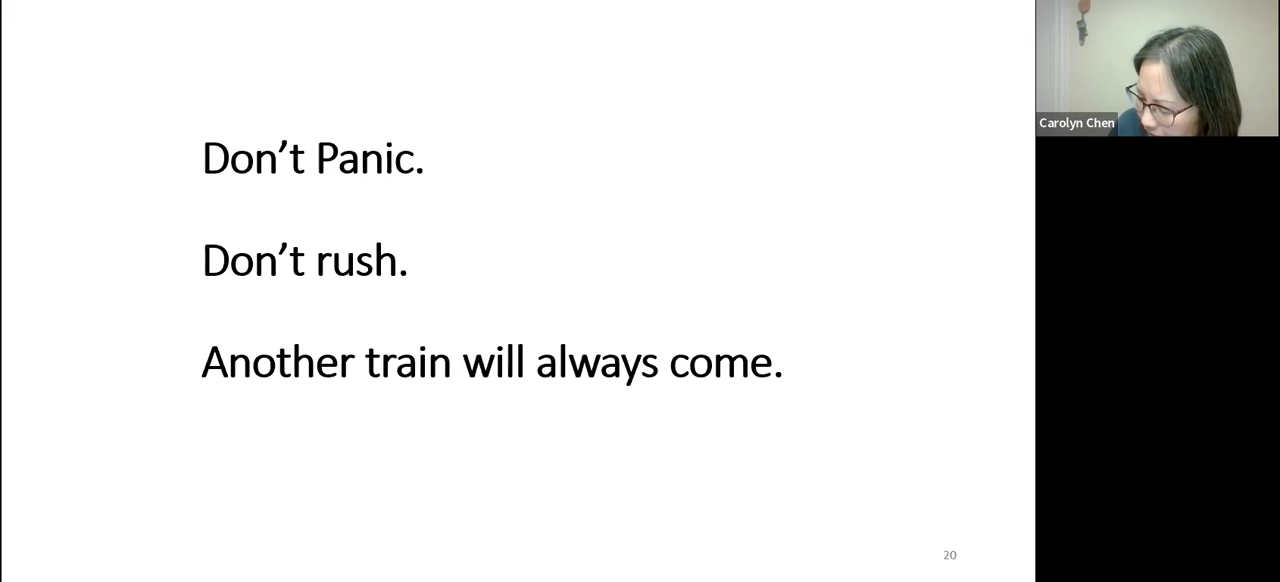 Don’t Panic.
Don’t rush.
Another train will always come.
20
Carolyn Chen